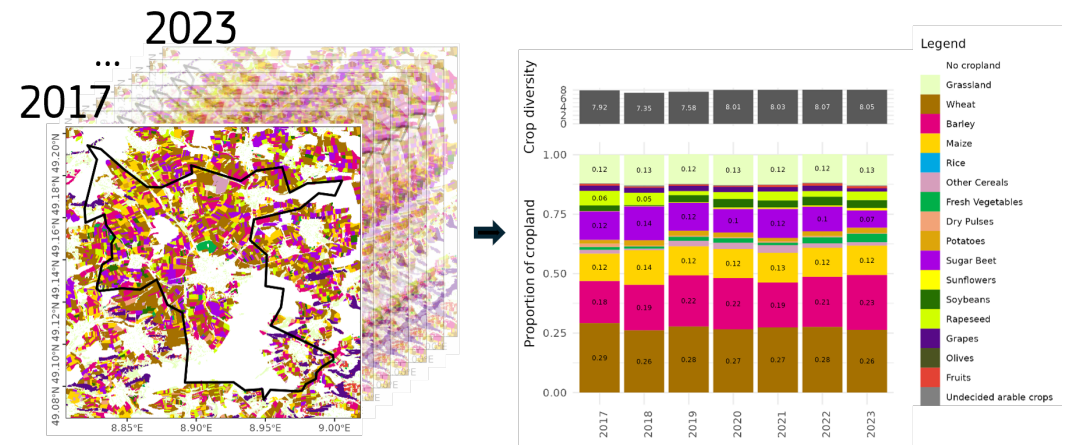 2023
...
2017
49.20°N
49.18°N
49.16°N
49.14°N
49.12°N
49.10°N
49.08°N
8.85°E
8.90°E
8.95°E
9.00°E
Crop diversity
8
6
4
2
0
7.92
7.35
7.58
8.01
8.03
8.07
8.05
Proportion of cropland
1.00
0.75
0.50
0.25
0.00
0.12
0.13
0.12
0.13
0.13
0.12
0.13
0.06
0.05
0.12
0.14
0.12
0.1
0.12
0.1
0.07
0.12
0.14
0.12
0.12
0.13
0.12
0.12
0.18
0.19
0.22
0.22
0.19
0.21
0.23
0.29
0.26
0.28
0.27
0.27
0.28
0.26
2017
2018
2019
2020
2021
2022
2023
Legend
No cropland
Grassland
Wheat
Barley
Maize
Rice
Other Cereals
Fresh Vegetables
Dry Pulses
Potatoes
Sugar Beet
Sunflowers
Soybeans
Rapeseed
Grapes
Olives
Fruits
Undecided arable crops